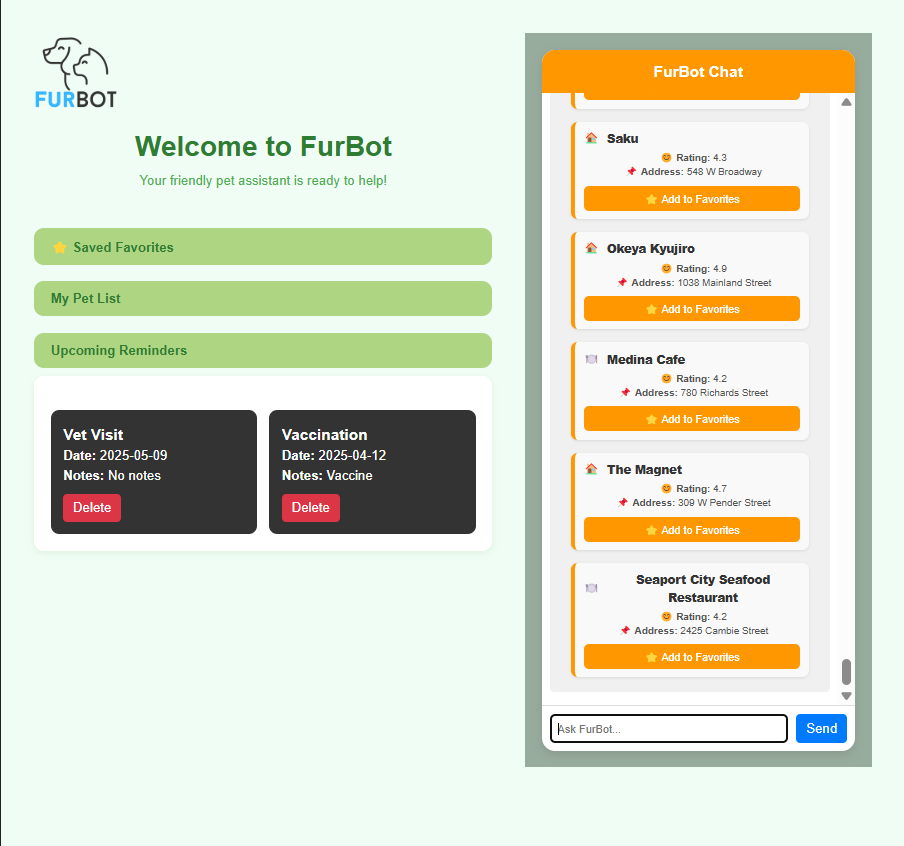 FURBOT
Welcome to FurBot
Your friendly pet assistant is ready to help!
Saved Favorites
My Pet List
Upcoming Reminders
Vet Visit
Date: 2025-05-09
Notes: No notes
Delete
Vaccination
Date: 2025-04-12
Notes: Vaccine
Delete
FurBot Chat
Saku
Rating: 4.3
Address: 548 W Broadway
Add to Favorites
Okeya Kyujiro
Rating: 4.9
Address: 1038 Mainland Street
Add to Favorites
Medina Cafe
Rating: 4.2
Address: 780 Richards Street
Add to Favorites
The Magnet
Rating: 4.7
Address: 309 W Pender Street
Add to Favorites
Seaport City Seafood
Restaurant
Rating: 4.2
Address: 2425 Cambie Street
Add to Favorites
Ask FurBot...
Send